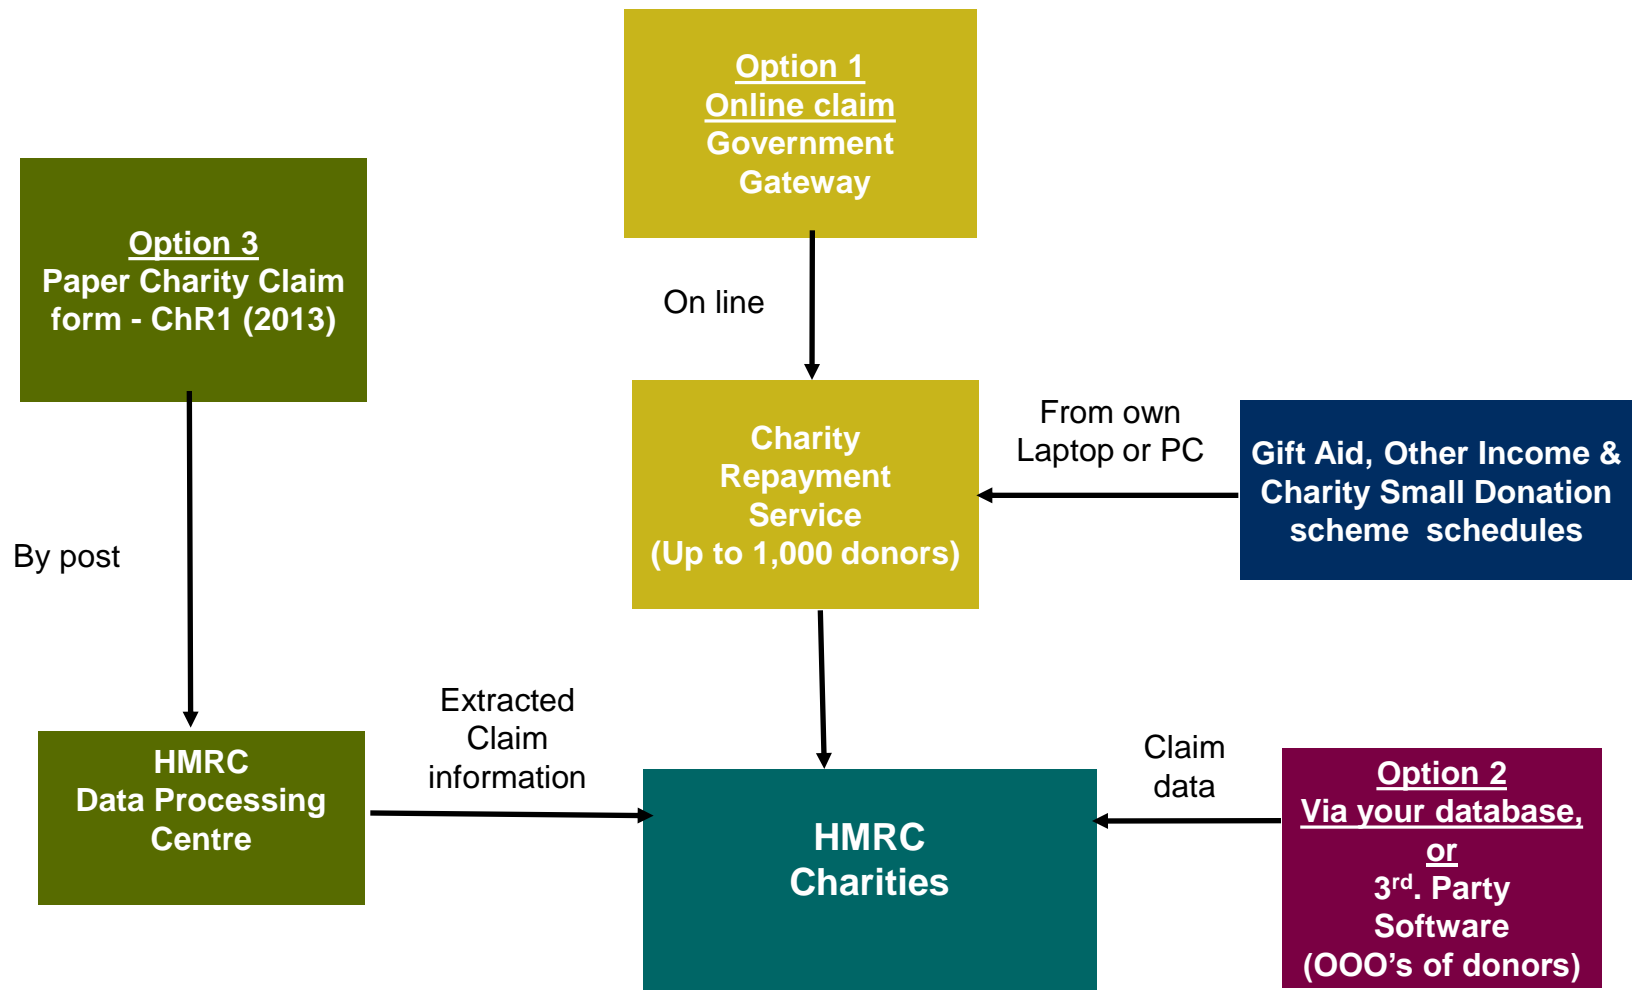 Option 1
Online claim
Government
Gateway
Option 3
Paper Charity Claim
form - ChR1 (2013)
On line
Charity
Repayment
Service
(Up to 1,000 donors)
From own
Laptop or PC
Gift Aid, Other Income &
Charity Small Donation
scheme schedules
By post
HMRC
Data Processing
Centre
Extracted
Claim
information
HMRC
Charities
Claim
data
Option 2
Via your database,
or
3rd. Party
Software
(OOO's of donors)